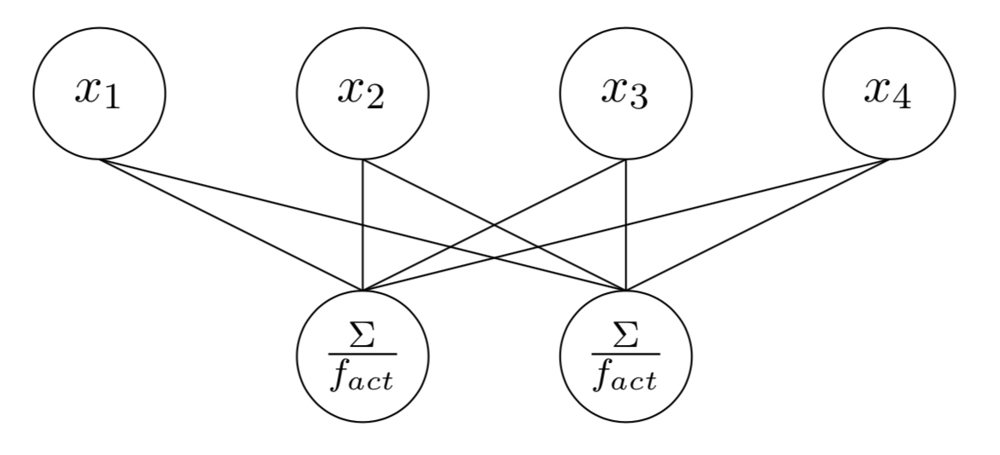 x₁ x₂ x₃ x₄
Σ Σ
f_act f_act